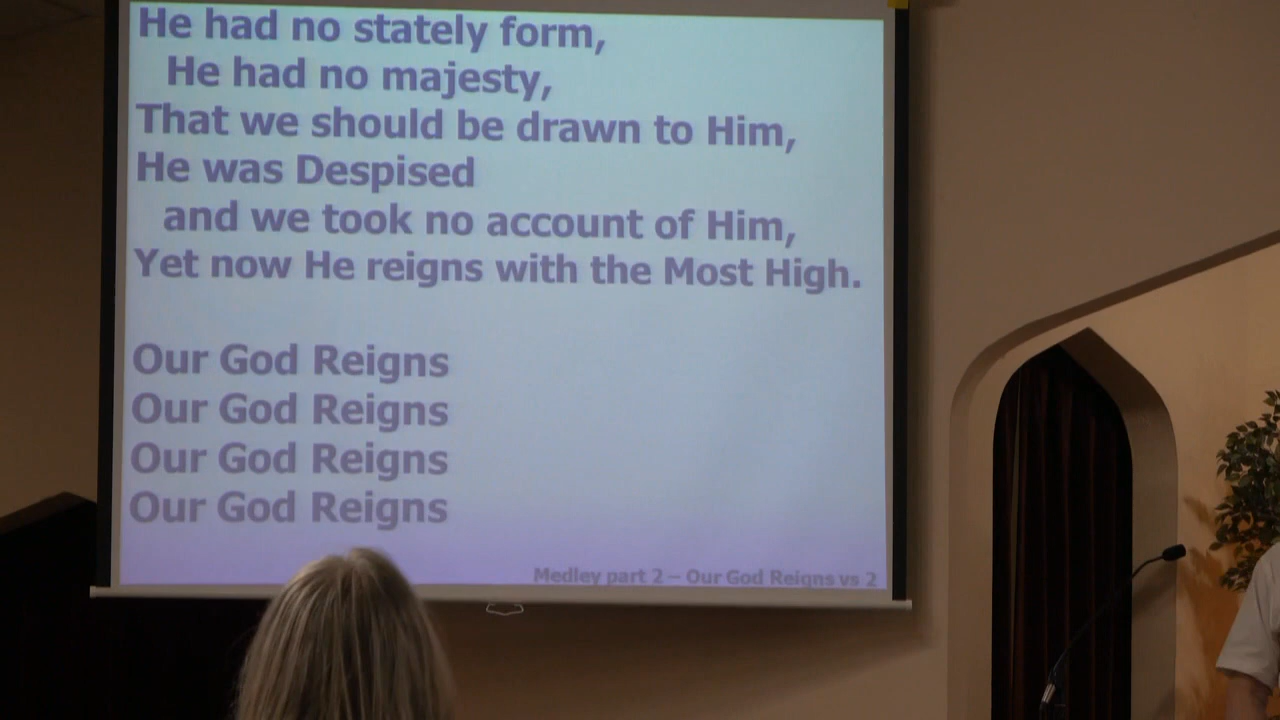 He had no stately form,
He had no majesty,
That we should be drawn to Him,
He was Despised
and we took no account of Him,
Yet now He reigns with the Most High.
Our God Reigns
Our God Reigns
Our God Reigns
Our God Reigns
Medley part 2 – Our God Reigns vs 2